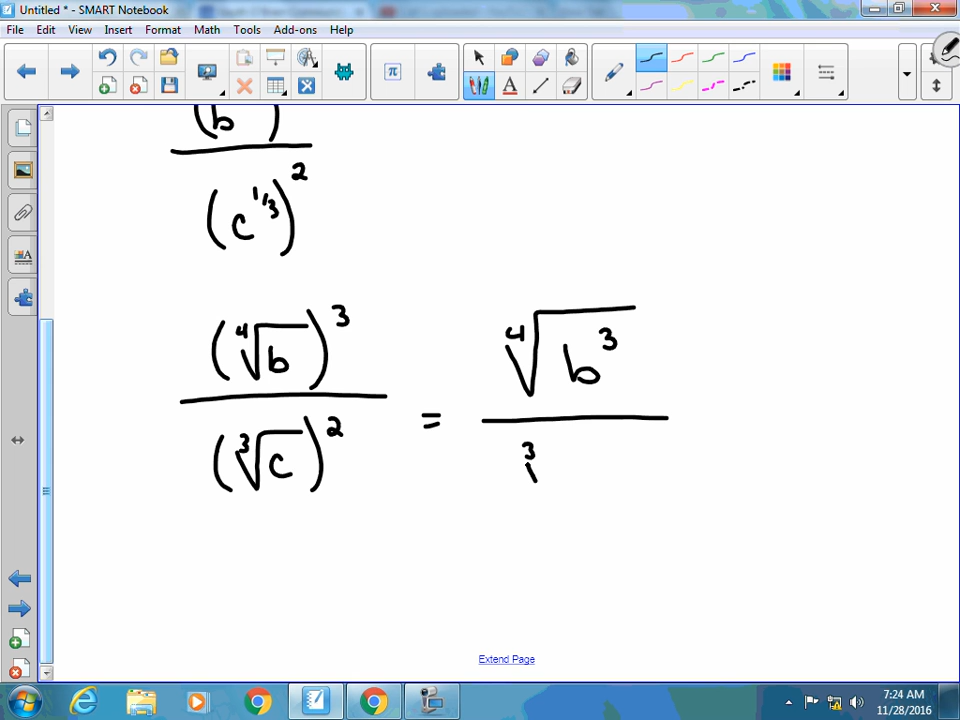 Untitled * - SMART Notebook
File Edit View Insert Format Math Tools Add-ons Help
π
(b )
(c^1/3)^2
(⁴√b)^3
(³√c)^2
=
⁴√b^3
3
Extend Page
7:24 AM
11/28/2016